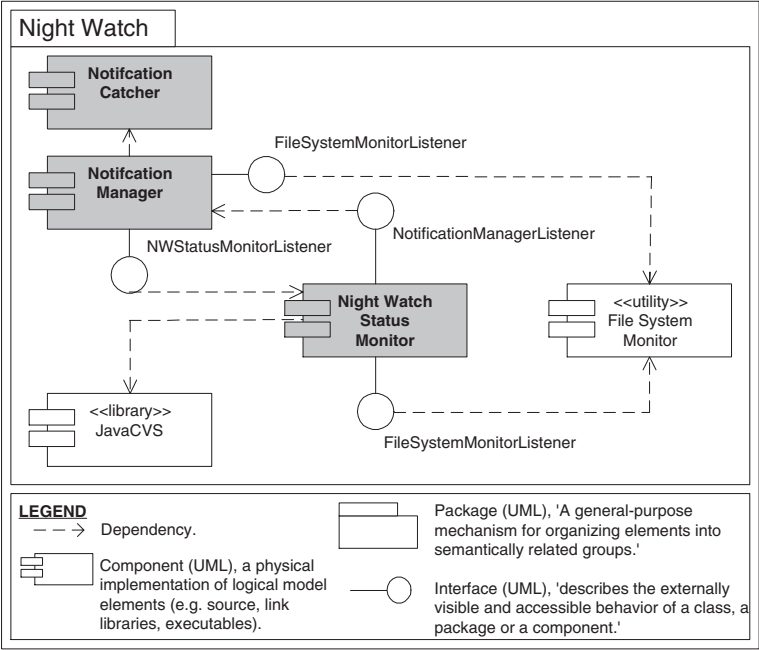 Night Watch
Notifcation
Catcher
FileSystemMonitorListener
Notifcation
Manager
NotificationManagerListener
NWStatusMonitorListener
Night Watch
Status
Monitor
<<utility>>
File System
Monitor
<<library>>
JavaCVS
FileSystemMonitorListener
LEGEND
Dependency.
Component (UML), a physical
implementation of logical model
elements (e.g. source, link
libraries, executables).
Package (UML), 'A general-purpose
mechanism for organizing elements into
semantically related groups.'
Interface (UML), 'describes the externally
visible and accessible behavior of a class, a
package or a component.'